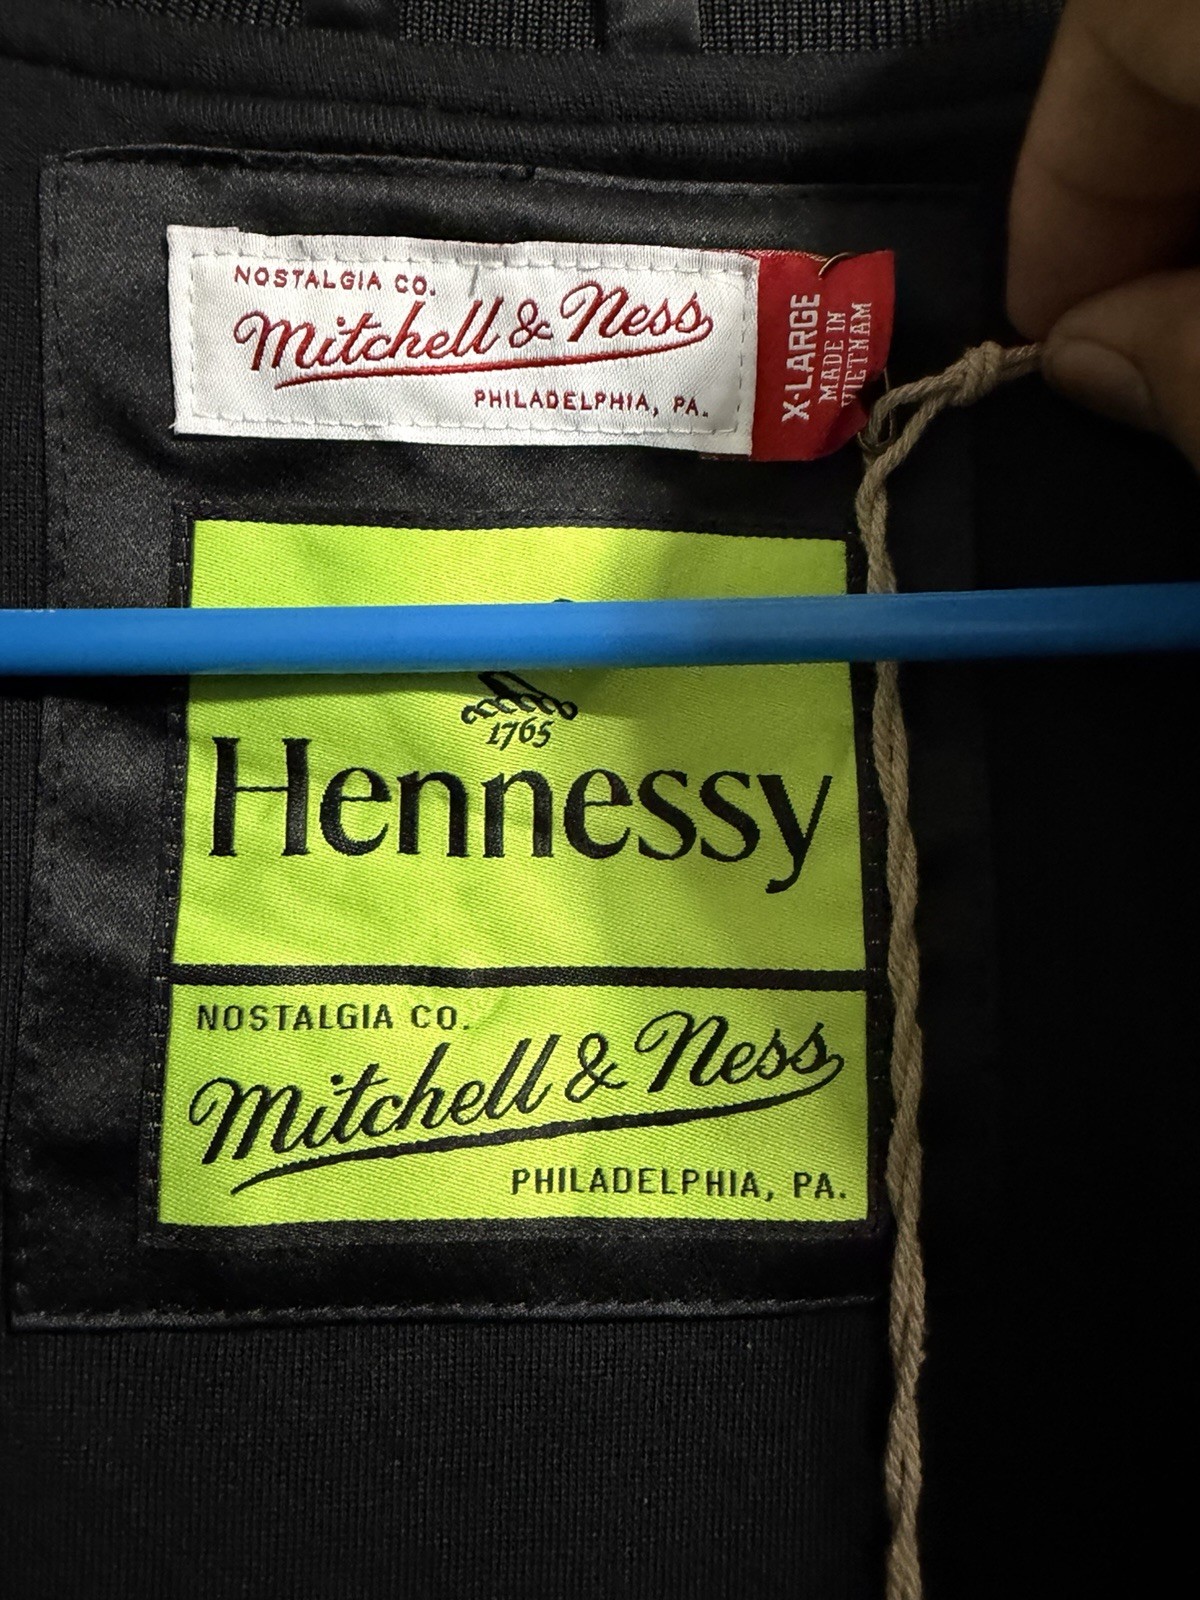 NOSTALGIA CO.
Mitchell & Ness
PHILADELPHIA, PA.
X-LARGE
MADE IN
VIETNAM
1765
Hennessy
NOSTALGIA CO.
Mitchell & Ness
PHILADELPHIA, PA.